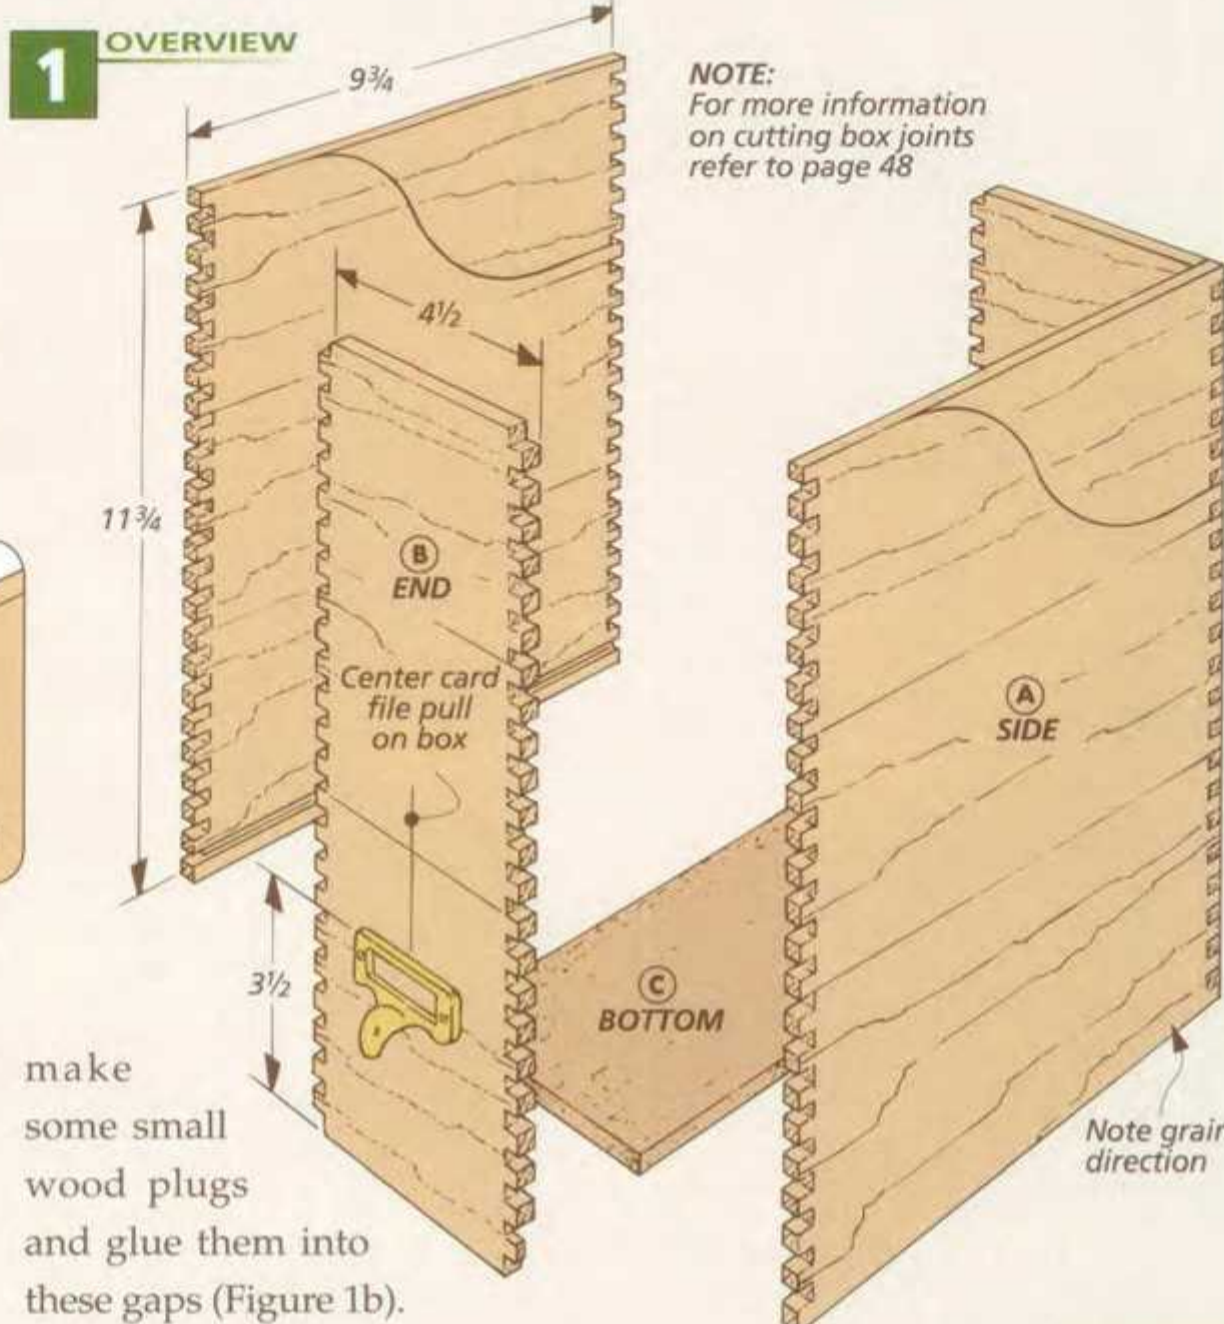 1 OVERVIEW
9¾
NOTE:
For more information
on cutting box joints
refer to page 48
4½
11¾
B
END
Center card
file pull
on box
A
SIDE
3½
C
BOTTOM
Note grain
direction
make
some small
wood plugs
and glue them into
these gaps (Figure 1b).